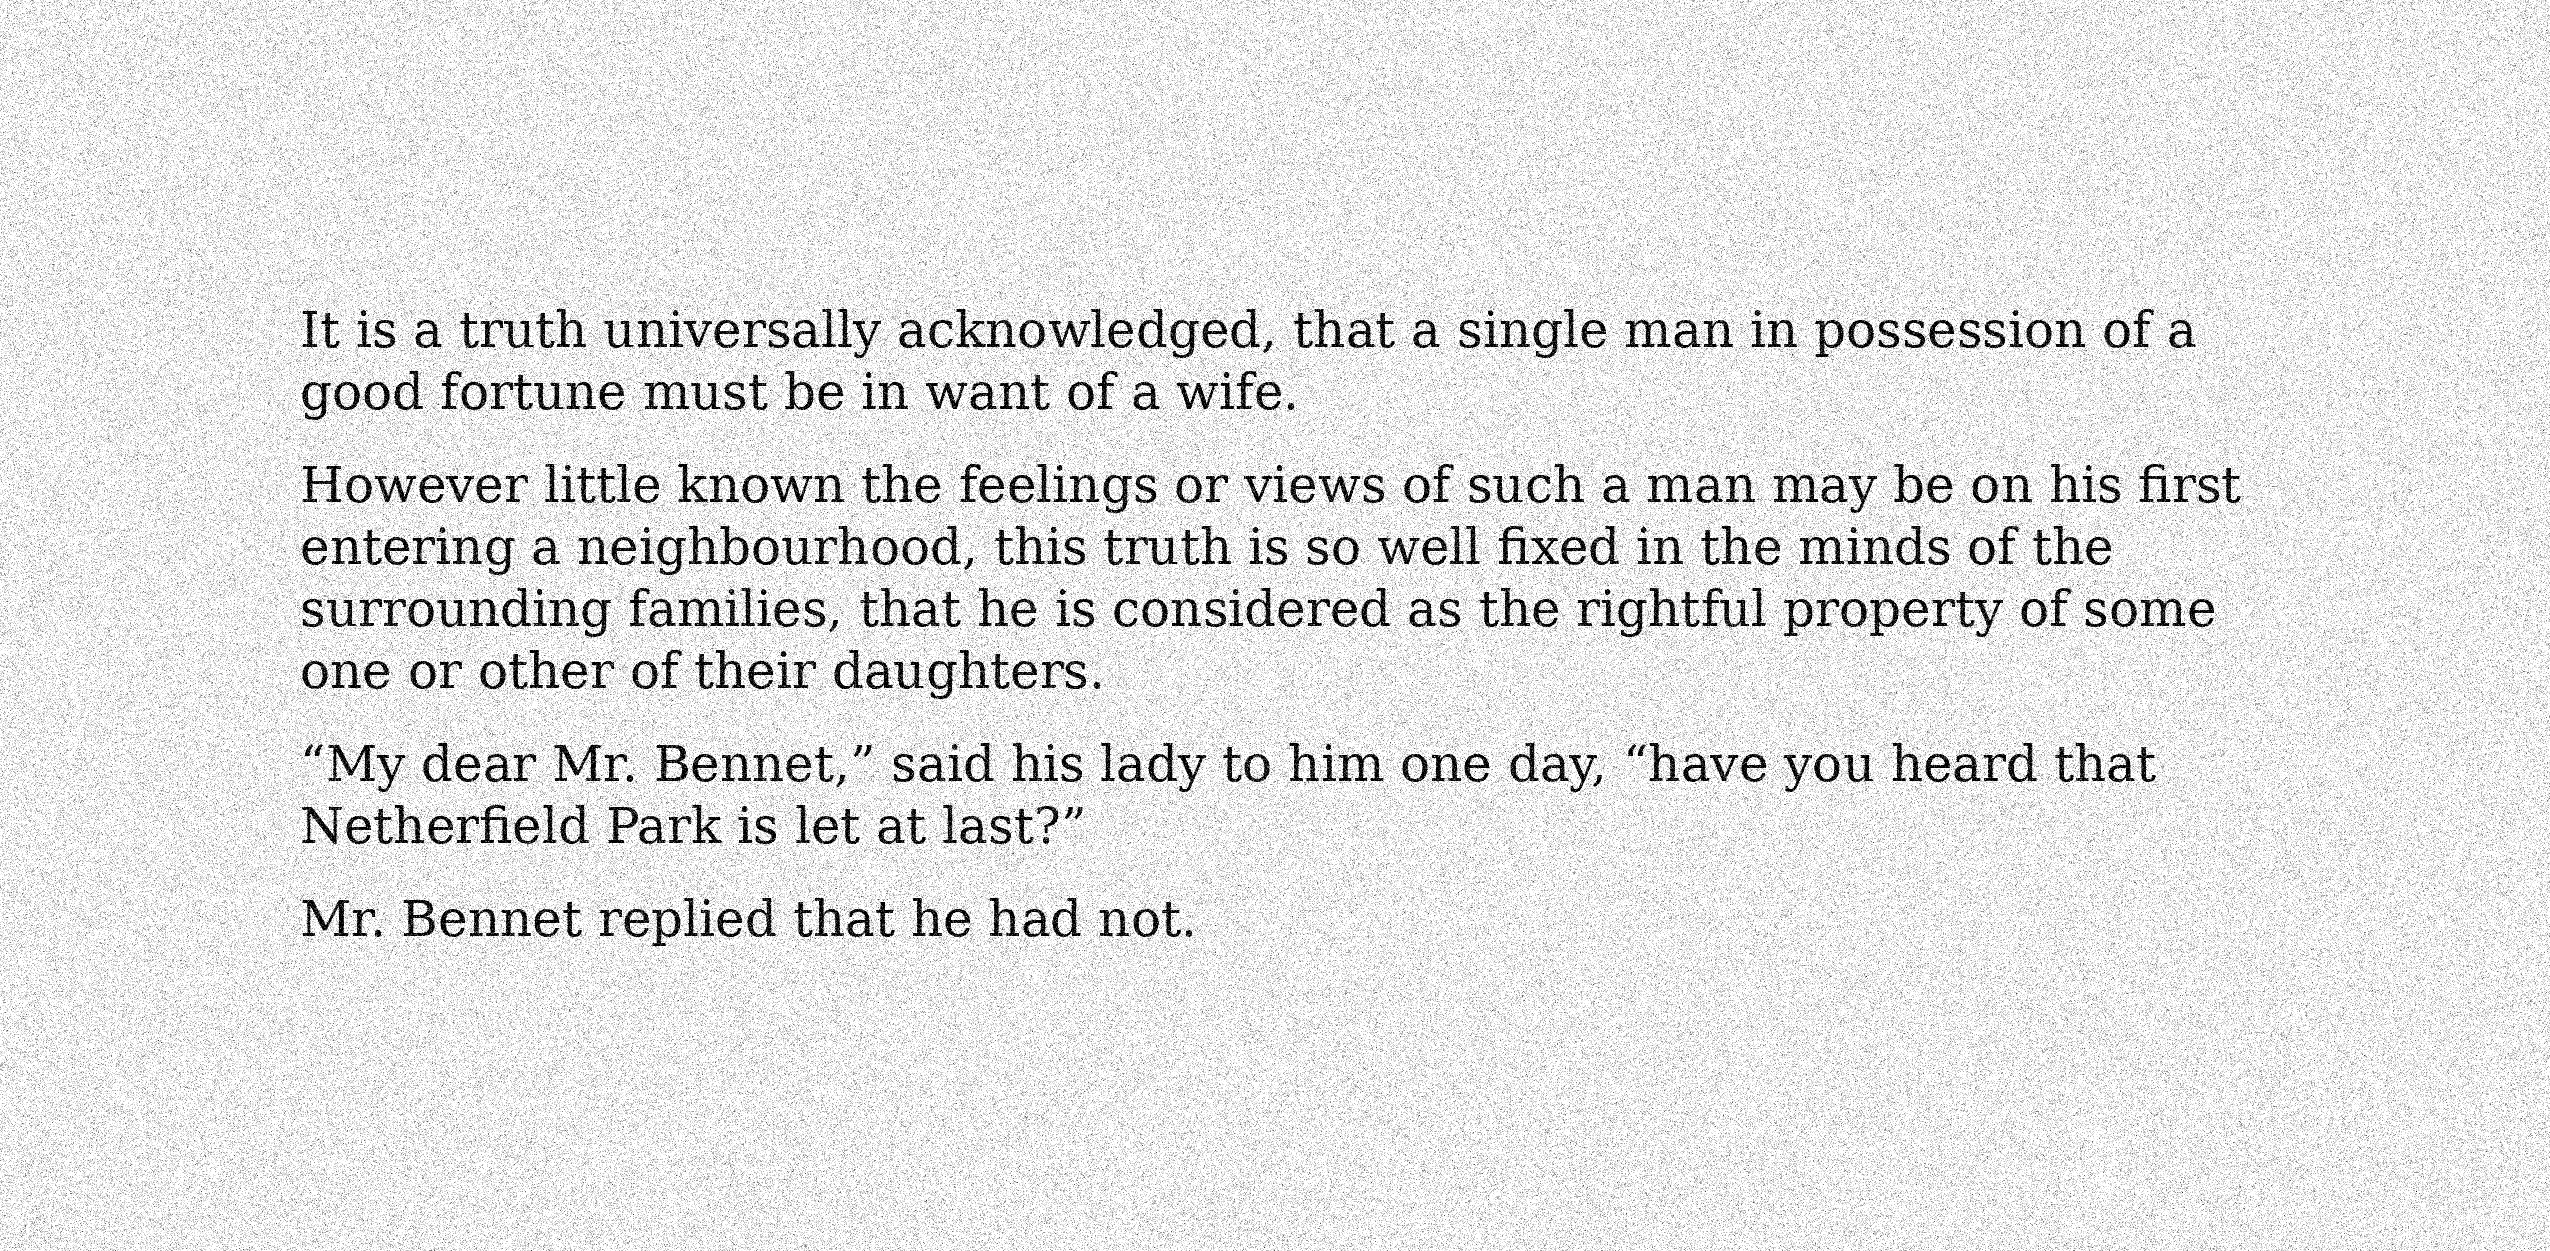 It is a truth universally acknowledged, that a single man in possession of a
good fortune must be in want of a wife.
However little known the feelings or views of such a man may be on his first
entering a neighbourhood, this truth is so well fixed in the minds of the
surrounding families, that he is considered as the rightful property of some
one or other of their daughters.
“My dear Mr. Bennet,” said his lady to him one day, “have you heard that
Netherfield Park is let at last?”
Mr. Bennet replied that he had not.